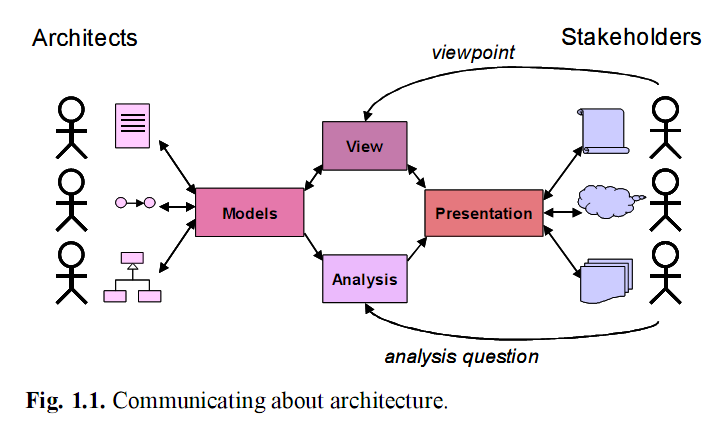 Architects
Stakeholders
viewpoint
View
Models
Presentation
Analysis
analysis question
Fig. 1.1. Communicating about architecture.